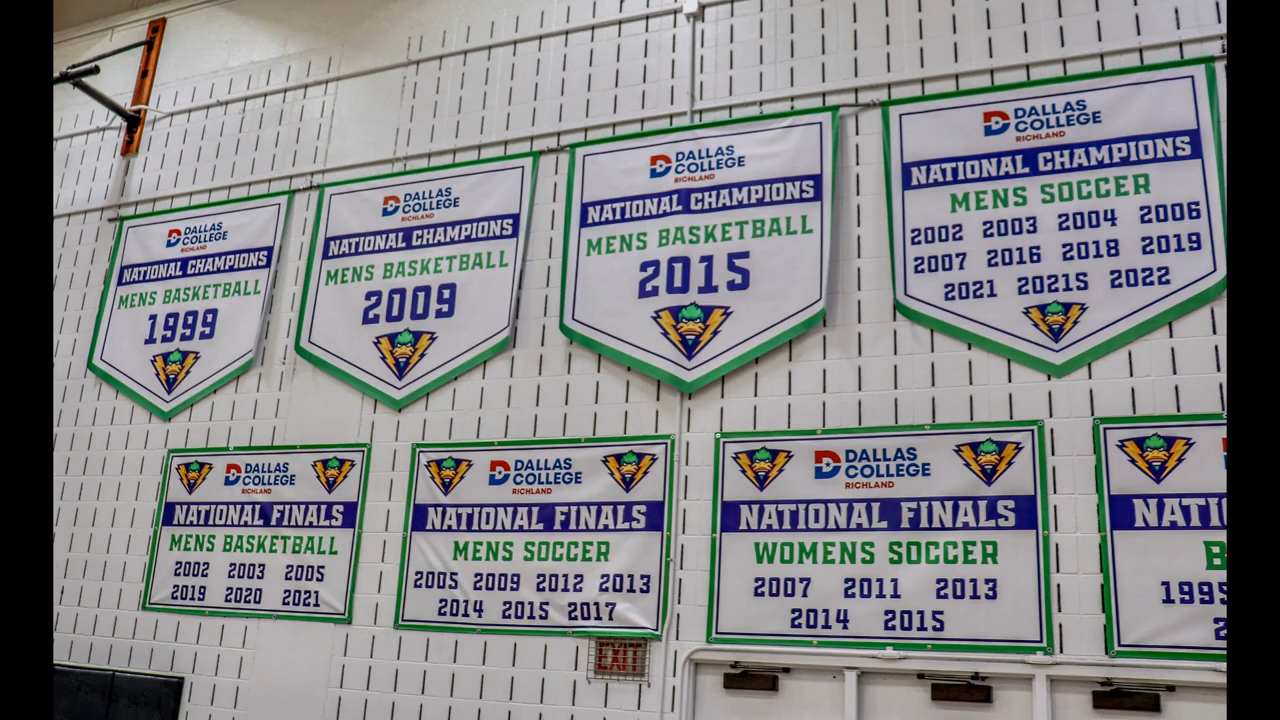 DALLAS
COLLEGE
RICHLAND
NATIONAL CHAMPIONS
MENS BASKETBALL
1999
DALLAS
COLLEGE
RICHLAND
NATIONAL CHAMPIONS
MENS BASKETBALL
2009
DALLAS
COLLEGE
RICHLAND
NATIONAL CHAMPIONS
MENS BASKETBALL
2015
DALLAS
COLLEGE
RICHLAND
NATIONAL CHAMPIONS
MENS SOCCER
2002 2003 2004 2006
2007 2016 2018 2019
2021 2021S 2022
DALLAS
COLLEGE
RICHLAND
NATIONAL FINALS
MENS BASKETBALL
2002 2003 2005
2019 2020 2021
DALLAS
COLLEGE
RICHLAND
NATIONAL FINALS
MENS SOCCER
2005 2009 2012 2013
2014 2015 2017
DALLAS
COLLEGE
RICHLAND
NATIONAL FINALS
WOMENS SOCCER
2007 2011 2013
2014 2015
NATI
B
1995
2
EXIT